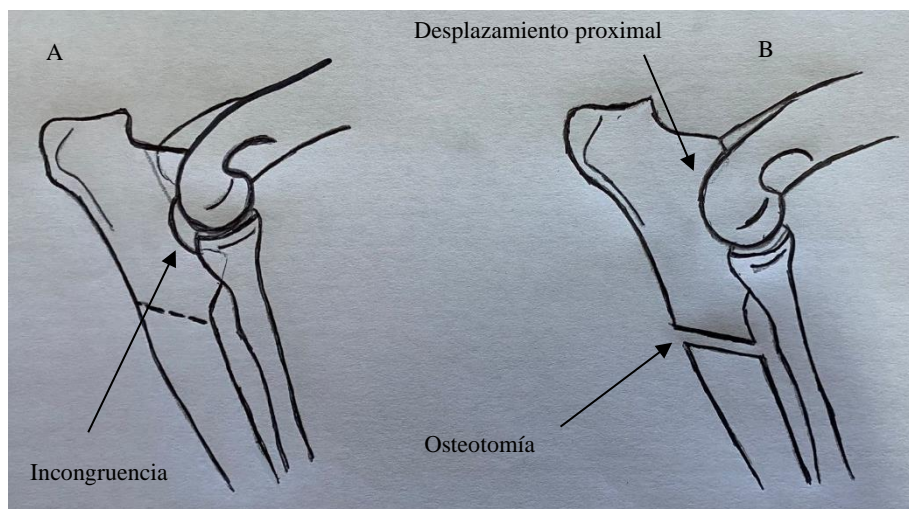 A
Desplazamiento proximal
B
Osteotomía
Incongruencia